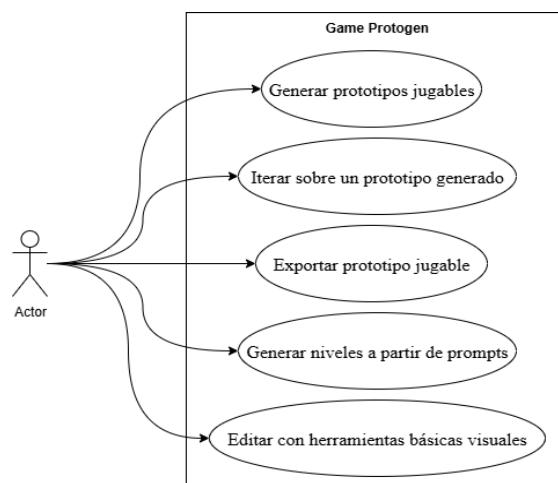 Game Protogen
Generar prototipos jugables
Iterar sobre un prototipo generado
Exportar prototipo jugable
Actor
Generar niveles a partir de prompts
Editar con herramientas básicas visuales